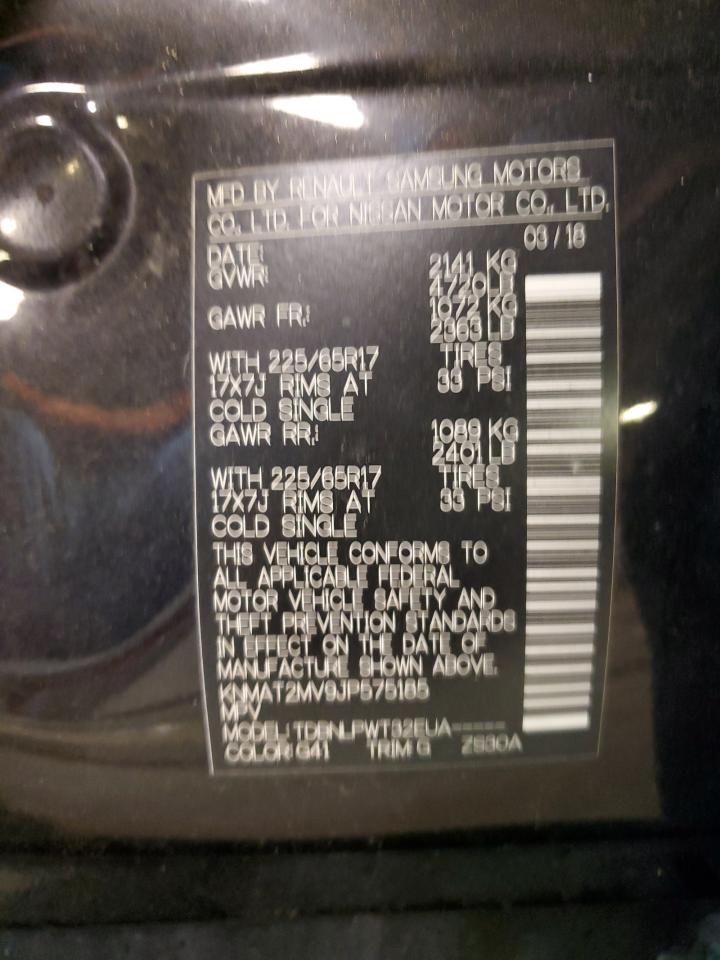 MFD BY RENAULT SAMSUNG MOTORS
CO., LTD. FOR NISSAN MOTOR CO., LTD.
DATE: 03/18
GVWR: 2141 KG
4720LB
GAWR FR.: 1072 KG
2363 LB
WITH 225/65R17 TIRES
17X7J RIMS AT 33 PSI
COLD SINGLE
GAWR RR.: 1089 KG
2401 LB
WITH 225/65R17 TIRES
17X7J RIMS AT 33 PSI
COLD SINGLE
THIS VEHICLE CONFORMS TO
ALL APPLICABLE FEDERAL
MOTOR VEHICLE SAFETY AND
THEFT PREVENTION STANDARDS
IN EFFECT ON THE DATE OF
MANUFACTURE SHOWN ABOVE.
KNMAT2MV9JP575185
MPV
MODEL: TDBNLPWT32EUA-----
COLOR: G41 TRIM: G